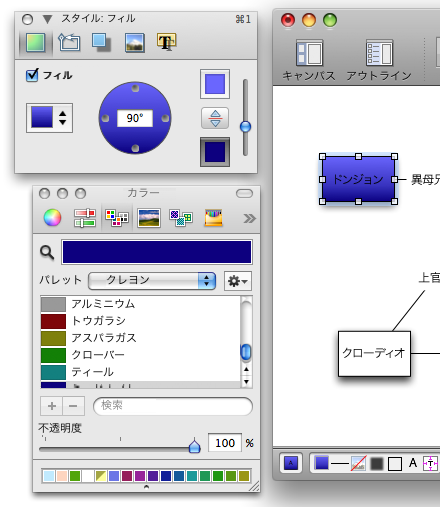 スタイル: フィル
⌘1
フィル
90°
カラー
パレット
クレヨン
アルミニウム
トウガラシ
アスパラガス
クローバー
ティール
検索
不透明度
100 %
キャンバス
アウトライン
ドンジョン
異母兄
上官
クローディオ
A
T